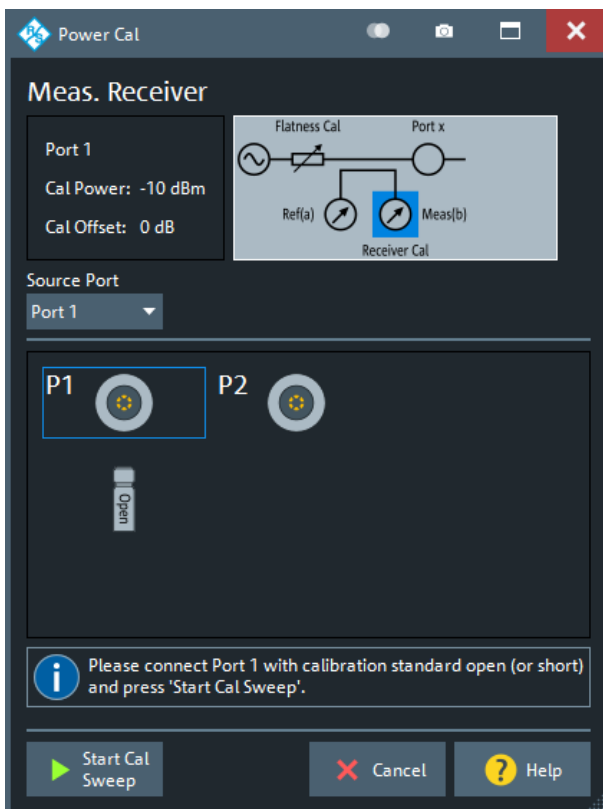 Power Cal
Meas. Receiver
Port 1
Cal Power: -10 dBm
Cal Offset: 0 dB
Flatness Cal
Port x
Ref(a)
Meas(b)
Receiver Cal
Source Port
Port 1
P1
P2
Open
Please connect Port 1 with calibration standard open (or short)
and press 'Start Cal Sweep'.
Start Cal
Sweep
Cancel
? Help